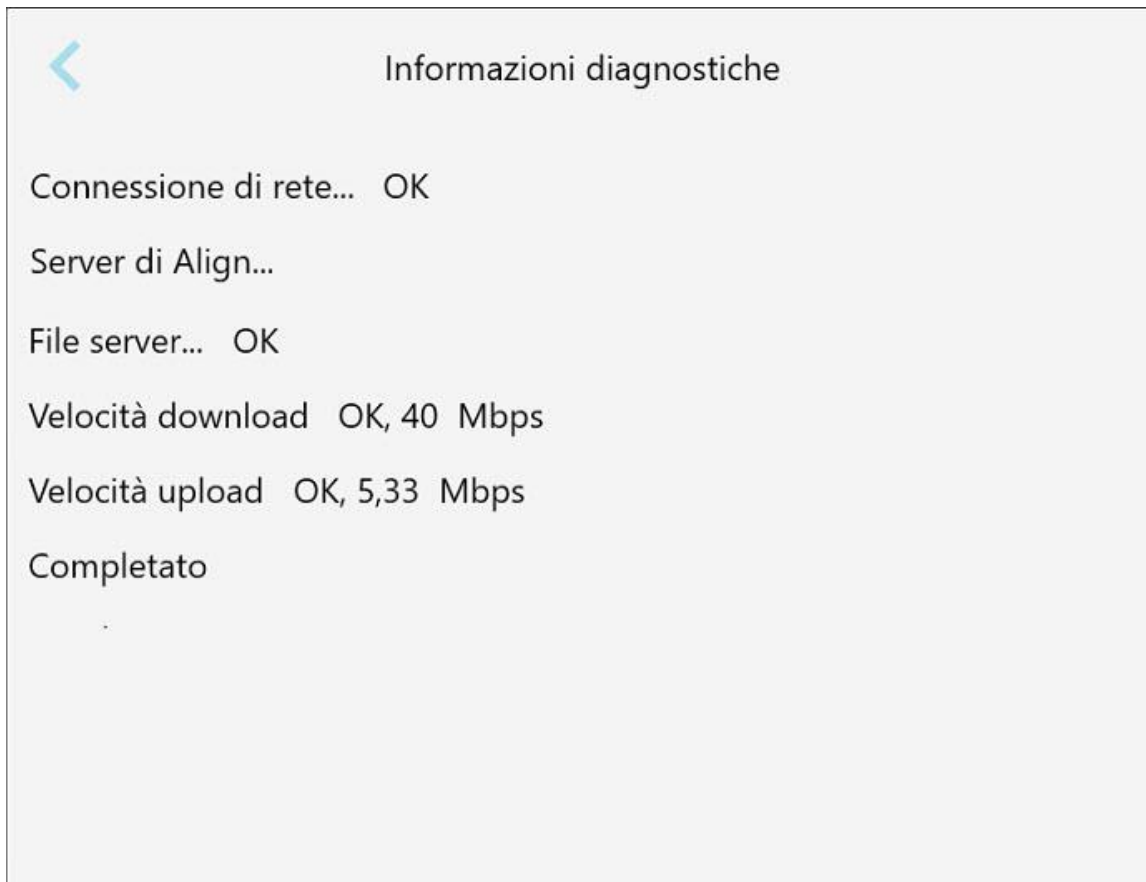 Informazioni diagnostiche
Connessione di rete... OK
Server di Align...
File server... OK
Velocità download OK, 40 Mbps
Velocità upload OK, 5,33 Mbps
Completato